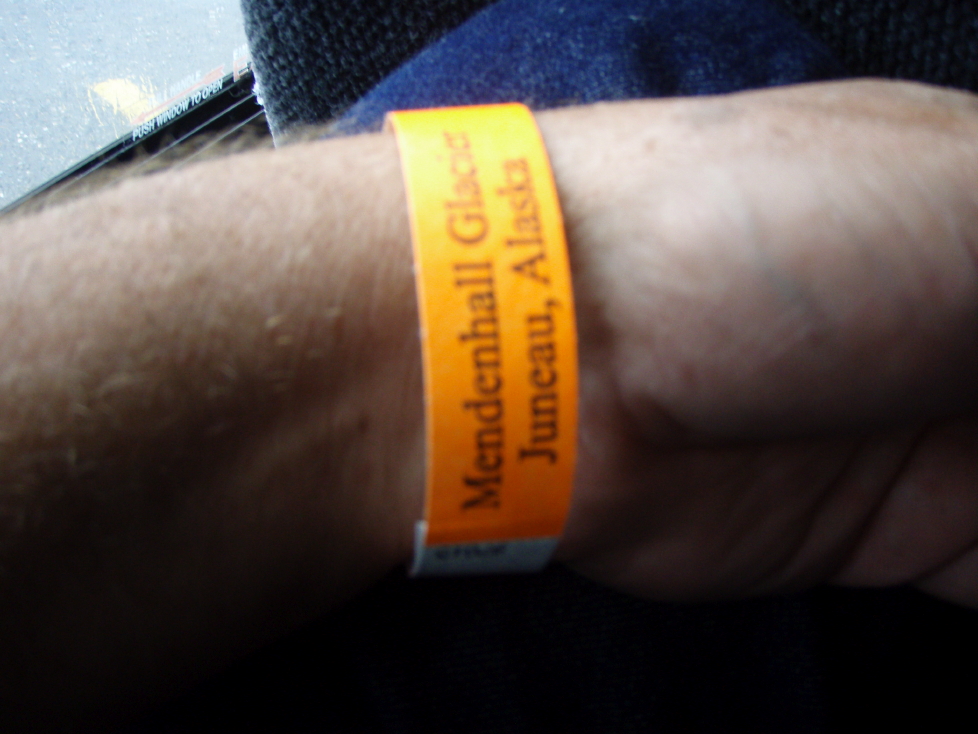 Mendenhall Glacier
Juneau, Alaska
PUSH WINDOW TO OPEN